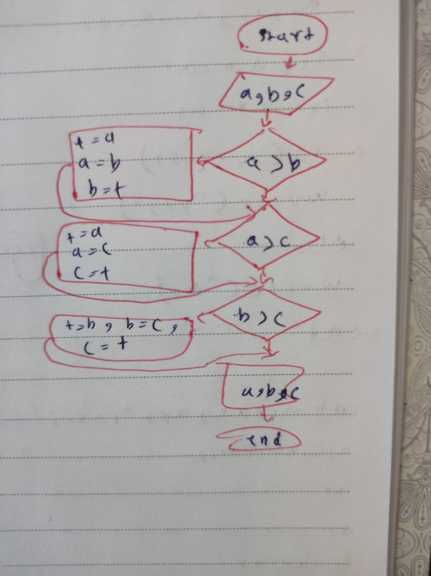 start
a,b,c
a>b
t=a
a=b
b=t
a>c
t=a
a=c
c=t
b>c
t=b, b=c,
c=t
a,b,c
end